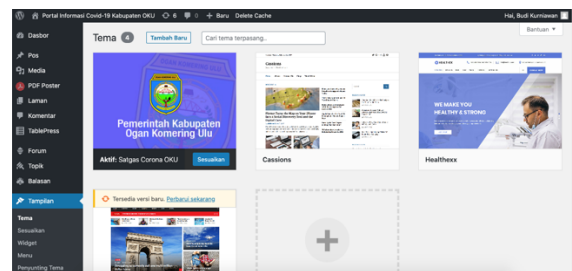 Portal Informasi Covid-19 Kabupaten OKU 6 0 + Baru Delete Cache Hai, Budi Kurniawan
Dasbor
Pos
Media
PDF Poster
Laman
Komentar
TablePress
Forum
Topik
Balasan
Tampilan
Tema
Sesuaikan
Widget
Menu
Penyunting Tema
Bantuan ▼
Tema 4 Tambah Baru Cari tema terpasang..
Pemerintah Kabupaten
Ogan Komering Ulu
Aktif: Satgas Corona OKU Sesuaikan
Cassions
WE MAKE YOU
HEALTHY & STRONG
Healthexx
Tersedia versi baru. Perbarui sekarang